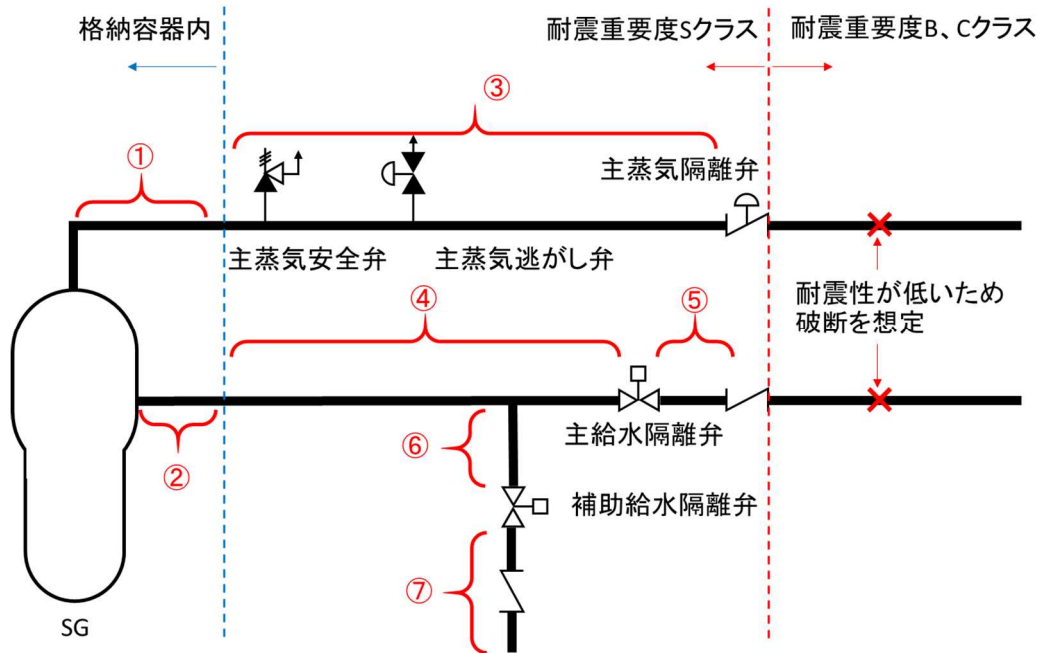 格納容器内
耐震重要度Sクラス
耐震重要度B、Cクラス
③
①
主蒸気隔離弁
主蒸気安全弁
主蒸気逃がし弁
④
⑤
耐震性が低いため
破断を想定
②
⑥
主給水隔離弁
補助給水隔離弁
⑦
SG